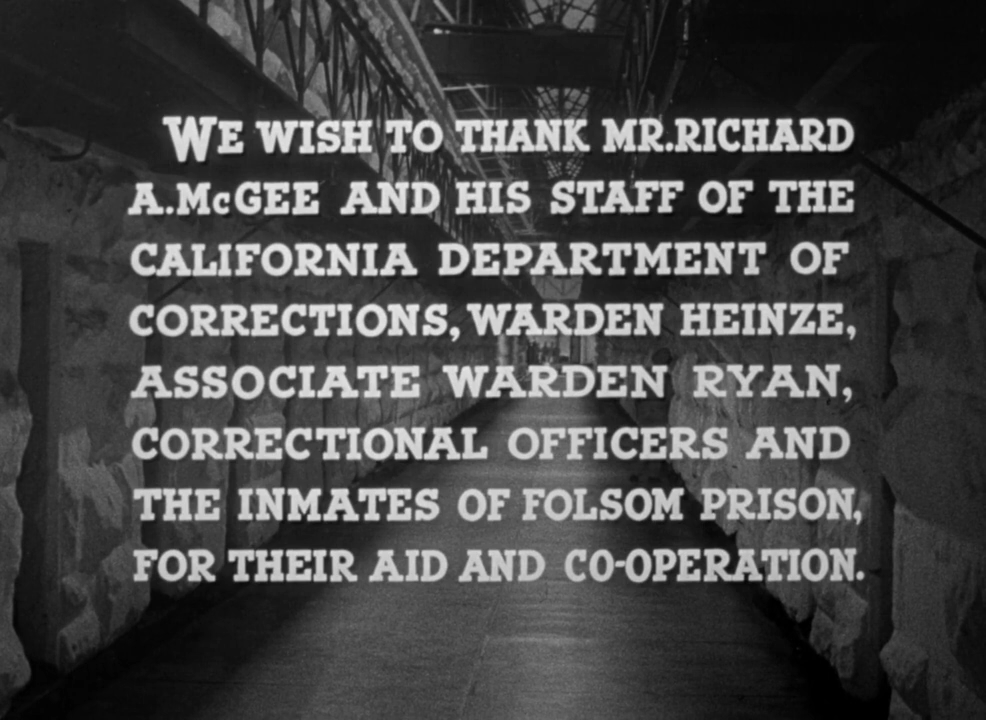 WE WISH TO THANK MR.RICHARD
A.McGEE AND HIS STAFF OF THE
CALIFORNIA DEPARTMENT OF
CORRECTIONS, WARDEN HEINZE,
ASSOCIATE WARDEN RYAN,
CORRECTIONAL OFFICERS AND
THE INMATES OF FOLSOM PRISON,
FOR THEIR AID AND CO-OPERATION.